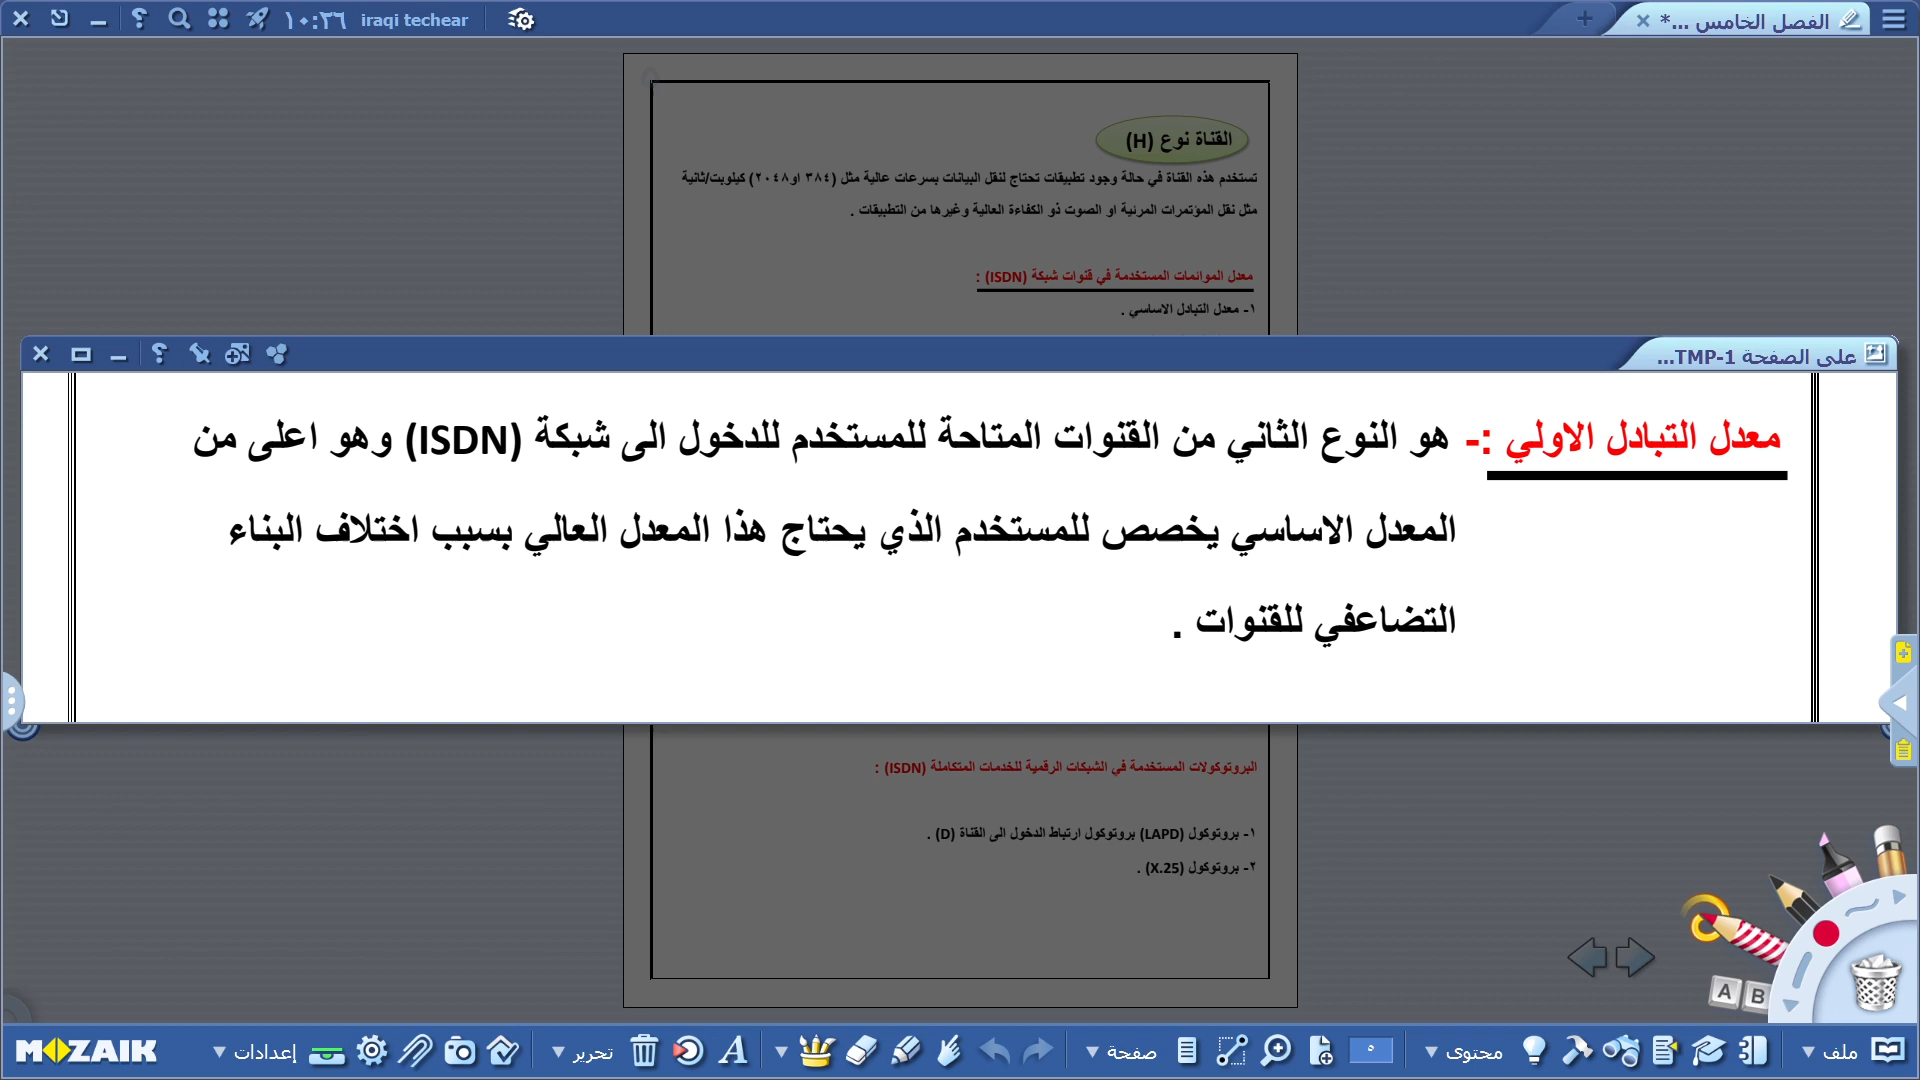 الفصل الخامس ...*
iraqi techear
١٠:٣٦
القناة نوع (H)
تستخدم هذه القناة في حالة وجود تطبيقات تحتاج لنقل البيانات بسرعات عالية مثل (٣٨٤ او٢٠٤٨) كيلوبت/ثانية
مثل نقل المؤتمرات المرئية او الصوت ذو الكفاءة العالية وغيرها من التطبيقات .
معدل الموائمات المستخدمة في قنوات شبكة (ISDN) :
١- معدل التبادل الاساسي .
على الصفحة TMP-1...
معدل التبادل الاولي :- هو النوع الثاني من القنوات المتاحة للمستخدم للدخول الى شبكة (ISDN) وهو اعلى من
المعدل الاساسي يخصص للمستخدم الذي يحتاج هذا المعدل العالي بسبب اختلاف البناء
التضاعفي للقنوات .
البروتوكولات المستخدمة في الشبكات الرقمية للخدمات المتكاملة (ISDN) :
١- بروتوكول (LAPD) بروتوكول ارتباط الدخول الى القناة (D) .
٢- بروتوكول (X.25) .
A B
ملف
محتوى
٥
صفحة
A
تحرير
إعدادات
MOZAIK